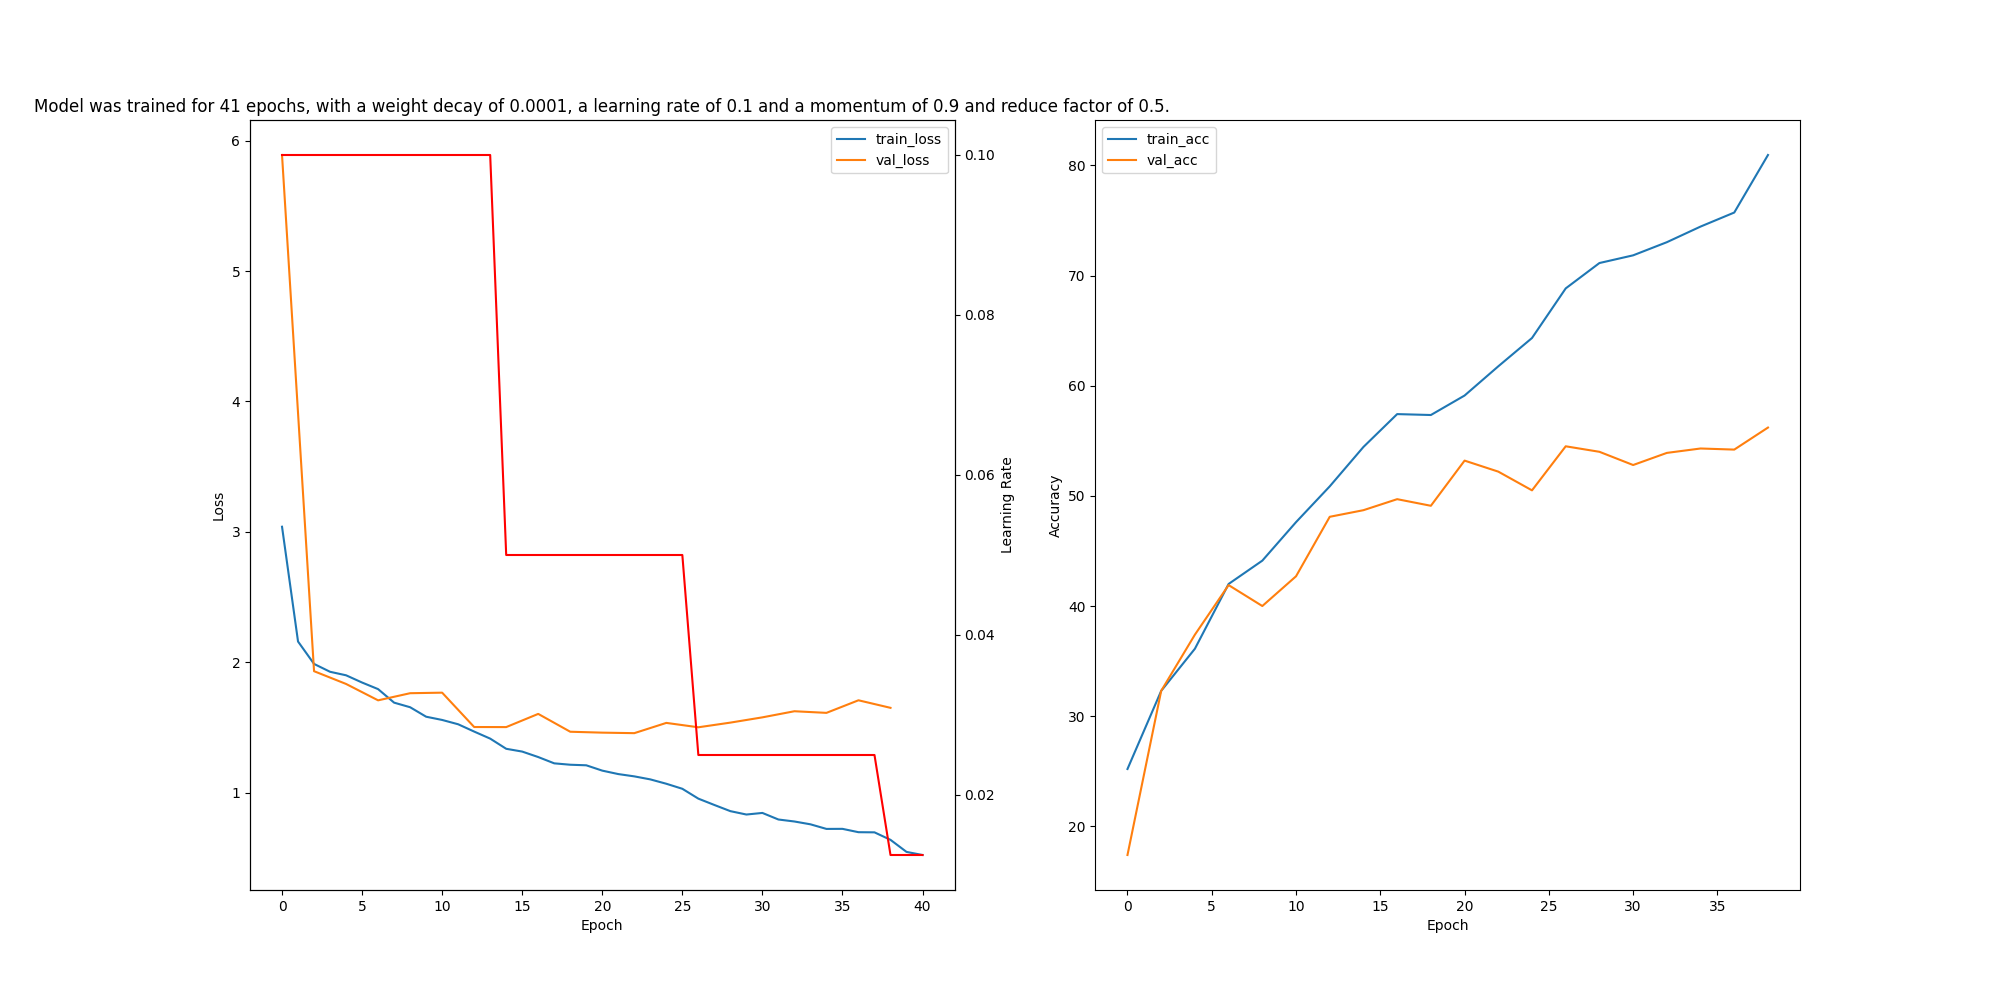 Model was trained for 41 epochs, with a weight decay of 0.0001, a learning rate of 0.1 and a momentum of 0.9 and reduce factor of 0.5.
train_loss
val_loss
6
5
4
3
2
1
Loss
0 5 10 15 20 25 30 35 40
Epoch
0.10
0.08
0.06
0.04
0.02
Learning Rate
train_acc
val_acc
80
70
60
50
40
30
20
Accuracy
0 5 10 15 20 25 30 35
Epoch